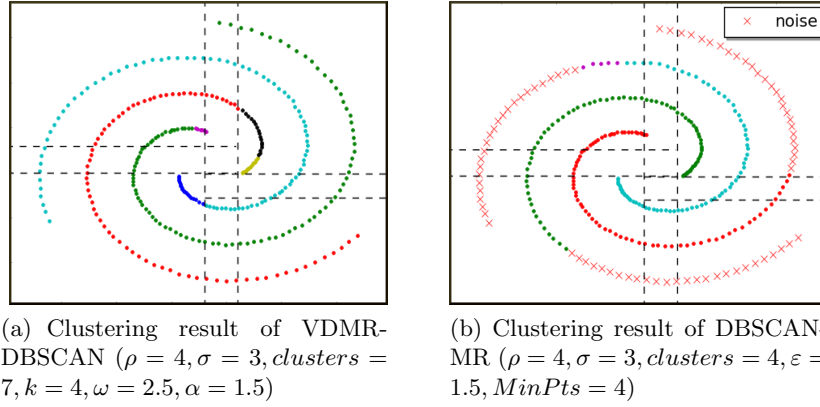 noise
(a) Clustering result of VDMR-
DBSCAN (ρ = 4, σ = 3, clusters =
7, k = 4, ω = 2.5, α = 1.5)
(b) Clustering result of DBSCAN-
MR (ρ = 4, σ = 3, clusters = 4, ε =
1.5, MinPts = 4)